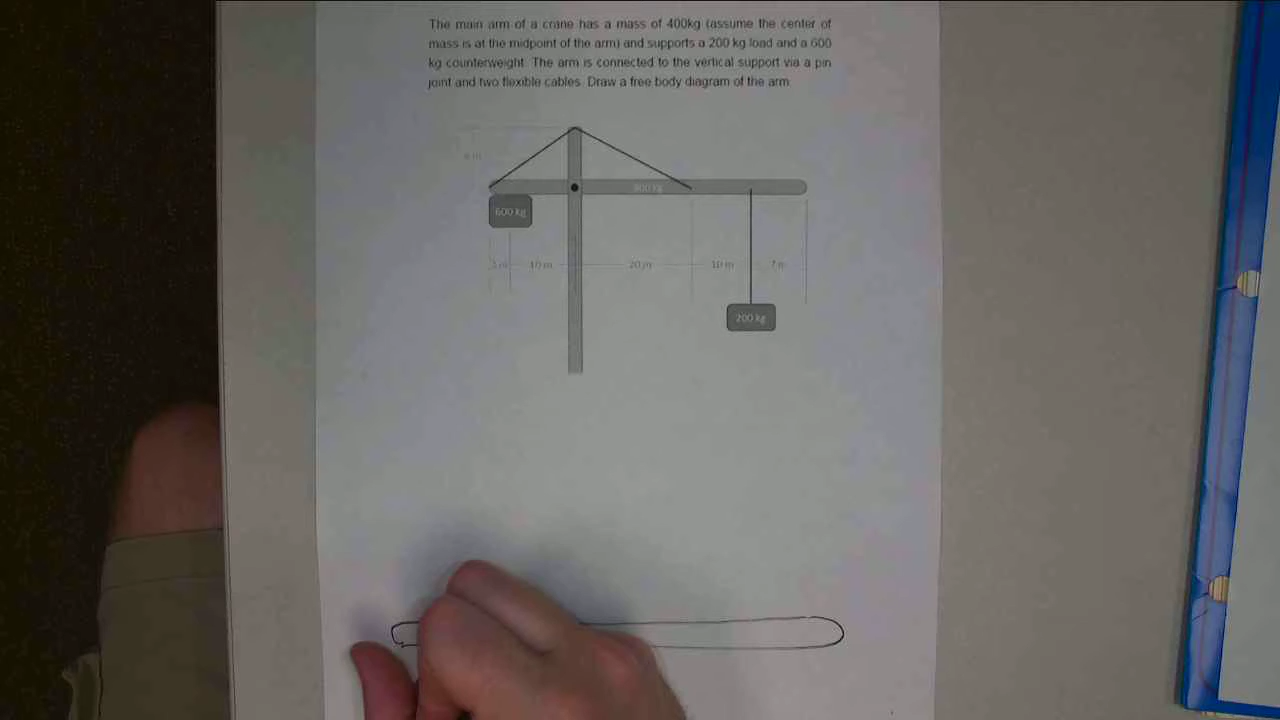 The main arm of a crane has a mass of 400kg (assume the center of
mass is at the midpoint of the arm) and supports a 200 kg load and a 600
kg counterweight. The arm is connected to the vertical support via a pin
joint and two flexible cables. Draw a free body diagram of the arm.
600 kg
10 m
20 m
10 m
7 m
200 kg